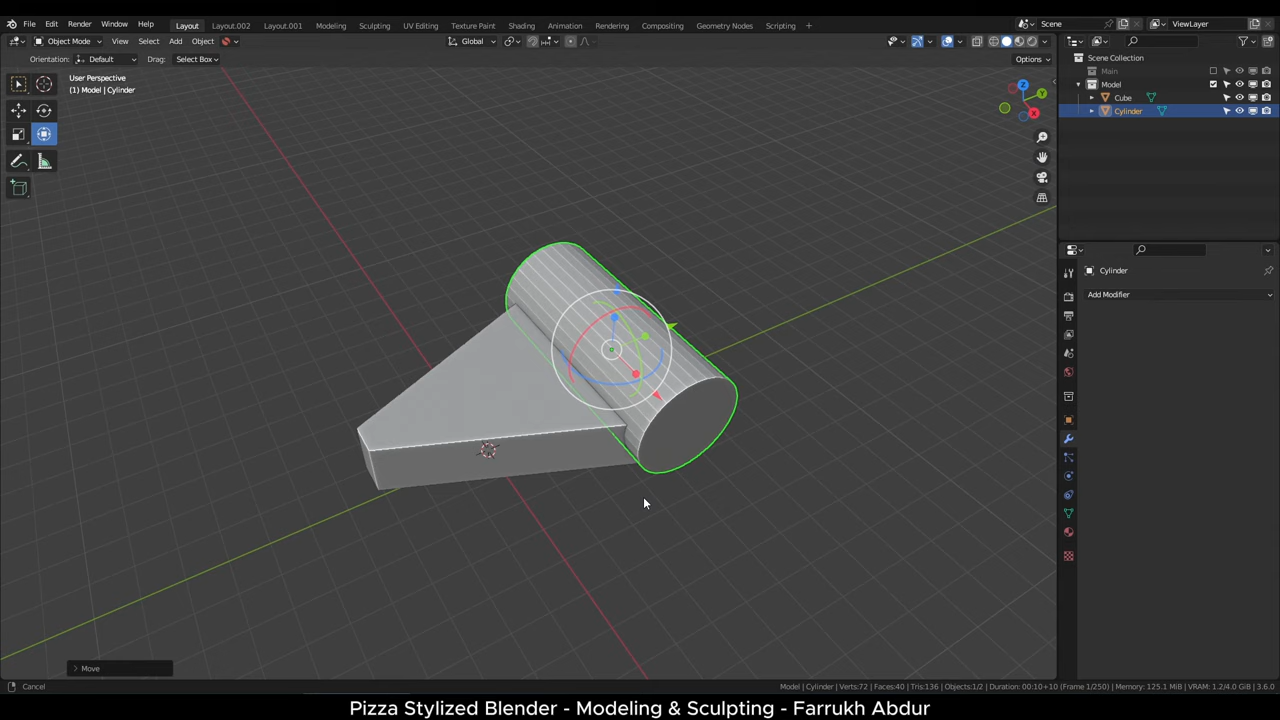 File Edit Render Window Help Layout Layout.002 Layout.001 Modeling Sculpting UV Editing Texture Paint Shading Animation Rendering Compositing Geometry Nodes Scripting + Scene ViewLayer
Object Mode View Select Add Object Global
Orientation: Default Drag: Select Box Options
User Perspective
(1) Model | Cylinder
Z
Y
X
Scene Collection
Main
Model
Cube
Cylinder
Cylinder
Add Modifier
Move
Cancel Model | Cylinder | Verts:72 | Faces:40 | Tris:136 | Objects:1/2 | Duration: 00:10+10 (Frame 1/250) | Memory: 125.1 MiB | VRAM: 1.2/4.0 GiB | 3.6.0
Pizza Stylized Blender - Modeling & Sculpting - Farrukh Abdur